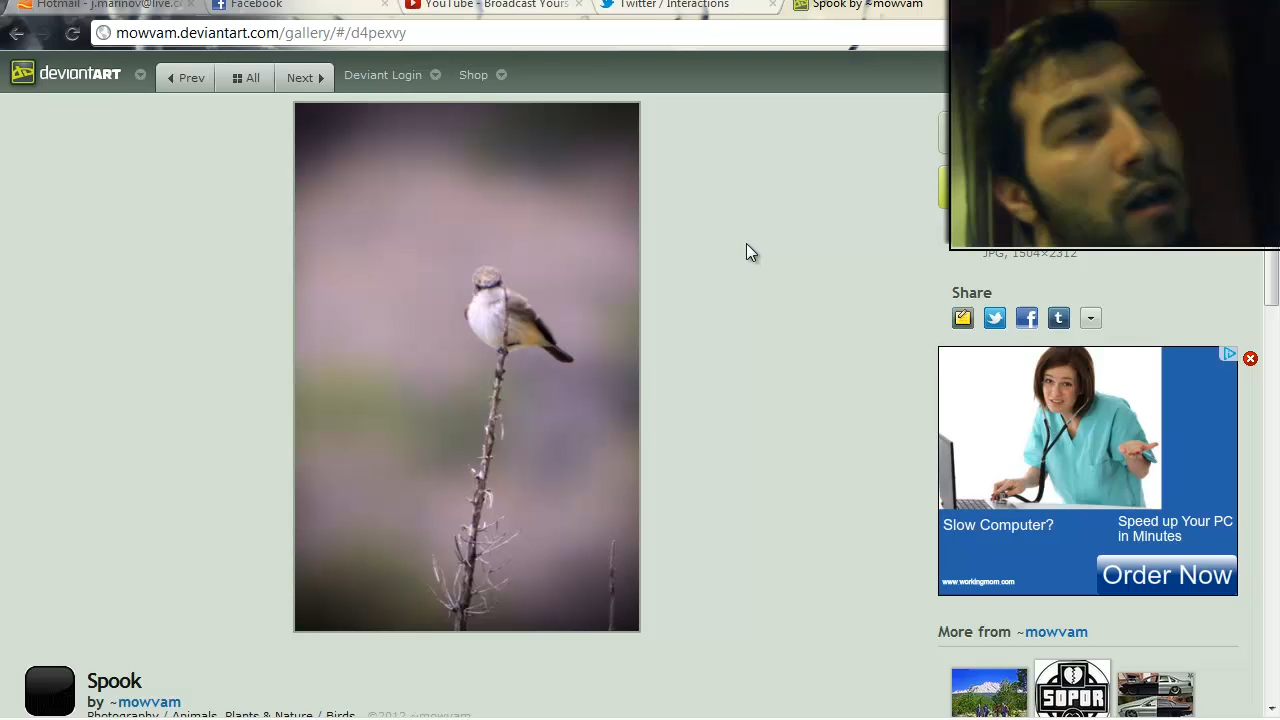 Hotmail - j.marinov@live.c
Facebook
YouTube - Broadcast Yours
Twitter / Interactions
Spook by ~mowvam
mowvam.deviantart.com/gallery/#/d4pexvy
deviantART
Prev
All
Next
Deviant Login
Shop
JPG, 1504×2312
Share
Slow Computer?
Speed up Your PC
in Minutes
www.workingmom.com
Order Now
More from ~mowvam
SOPOR
Spook
by ~mowvam
Photography / Animals, Plants & Nature / Birds ©2012 ~mowvam